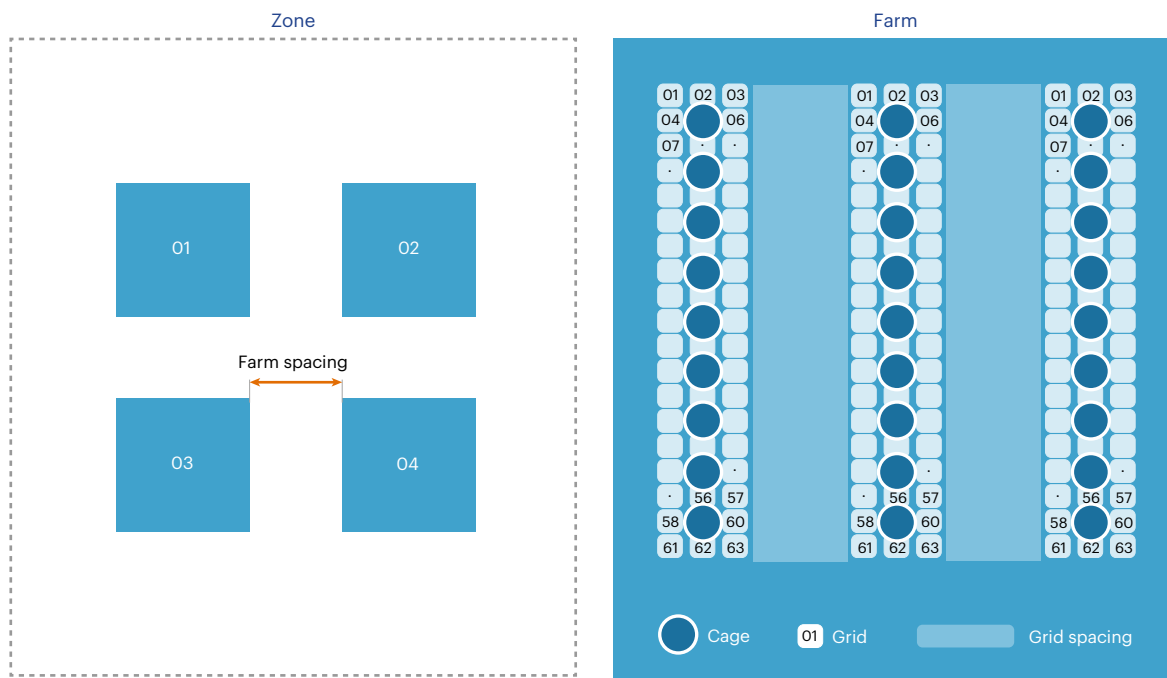 Zone
01
02
Farm spacing
03
04
Farm
01 02 03 01 02 03 01 02 03
04 06 04 06 04 06
07 · · 07 · · 07 · ·
· · ·
· · ·
· 56 57 · 56 57 · 56 57
58 60 58 60 58 60
61 62 63 61 62 63 61 62 63
Cage 01 Grid Grid spacing